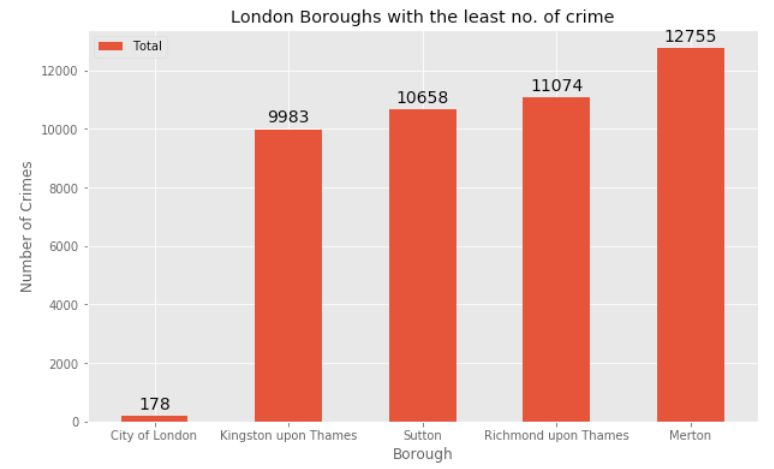 London Boroughs with the least no. of crime
Total
12755
11074
10658
9983
178
12000
10000
8000
6000
4000
2000
0
Number of Crimes
City of London
Kingston upon Thames
Sutton
Richmond upon Thames
Merton
Borough